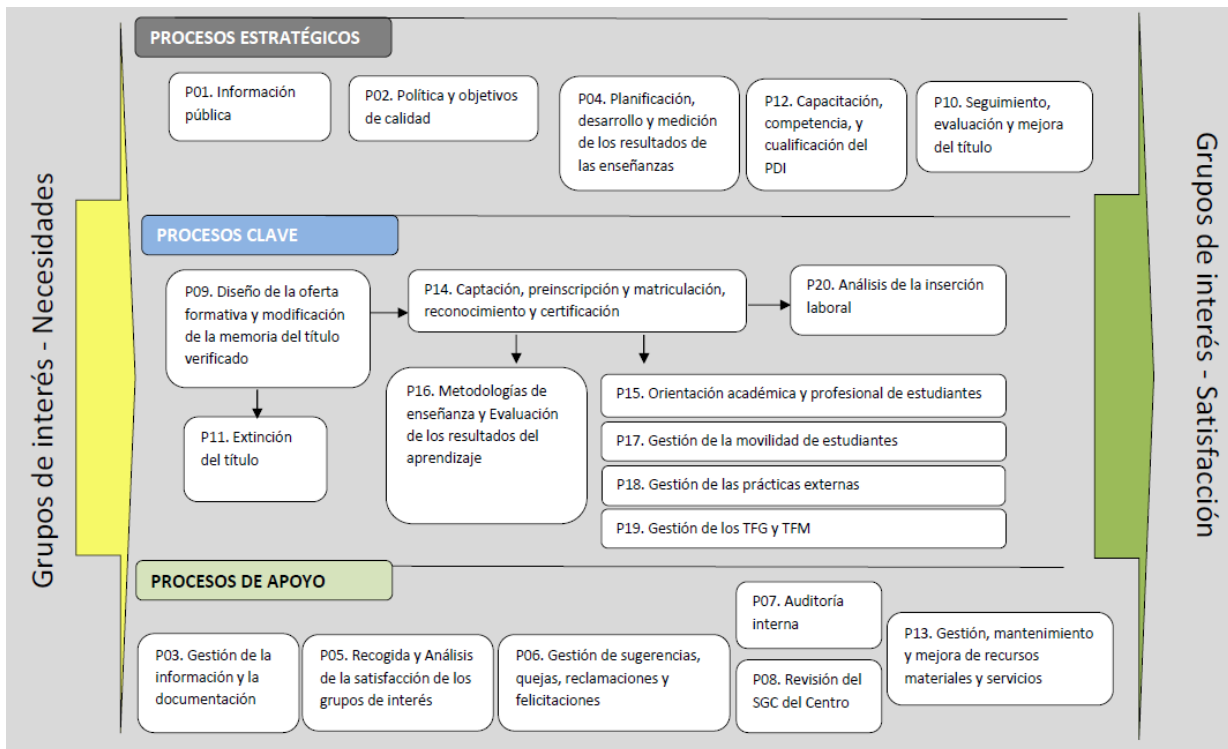 Grupos de interés - Necesidades
PROCESOS ESTRATÉGICOS
P01. Información
pública
P02. Política y objetivos
de calidad
P04. Planificación,
desarrollo y medición
de los resultados de
las enseñanzas
P12. Capacitación,
competencia, y
cualificación del
PDI
P10. Seguimiento,
evaluación y mejora
del título
PROCESOS CLAVE
P09. Diseño de la oferta
formativa y modificación
de la memoria del título
verificado
P14. Captación, preinscripción y matriculación,
reconocimiento y certificación
P20. Análisis de la inserción
laboral
P11. Extinción
del título
P16. Metodologías de
enseñanza y Evaluación
de los resultados del
aprendizaje
P15. Orientación académica y profesional de estudiantes
P17. Gestión de la movilidad de estudiantes
P18. Gestión de las prácticas externas
P19. Gestión de los TFG y TFM
PROCESOS DE APOYO
P03. Gestión de la
información y la
documentación
P05. Recogida y Análisis
de la satisfacción de los
grupos de interés
P06. Gestión de sugerencias,
quejas, reclamaciones y
felicitaciones
P07. Auditoría
interna
P08. Revisión del
SGC del Centro
P13. Gestión, mantenimiento
y mejora de recursos
materiales y servicios
Grupos de interés - Satisfacción